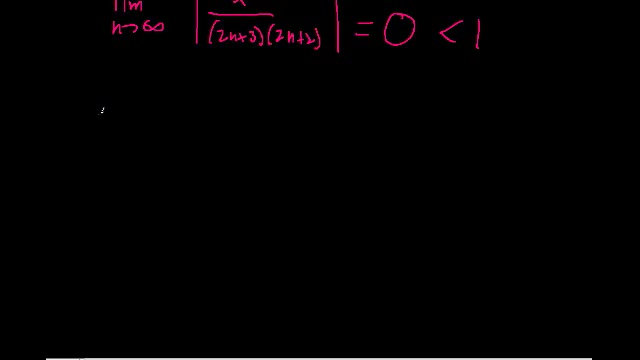 lim
n→∞ | / (2n+3)(2n+2) | = 0 < 1